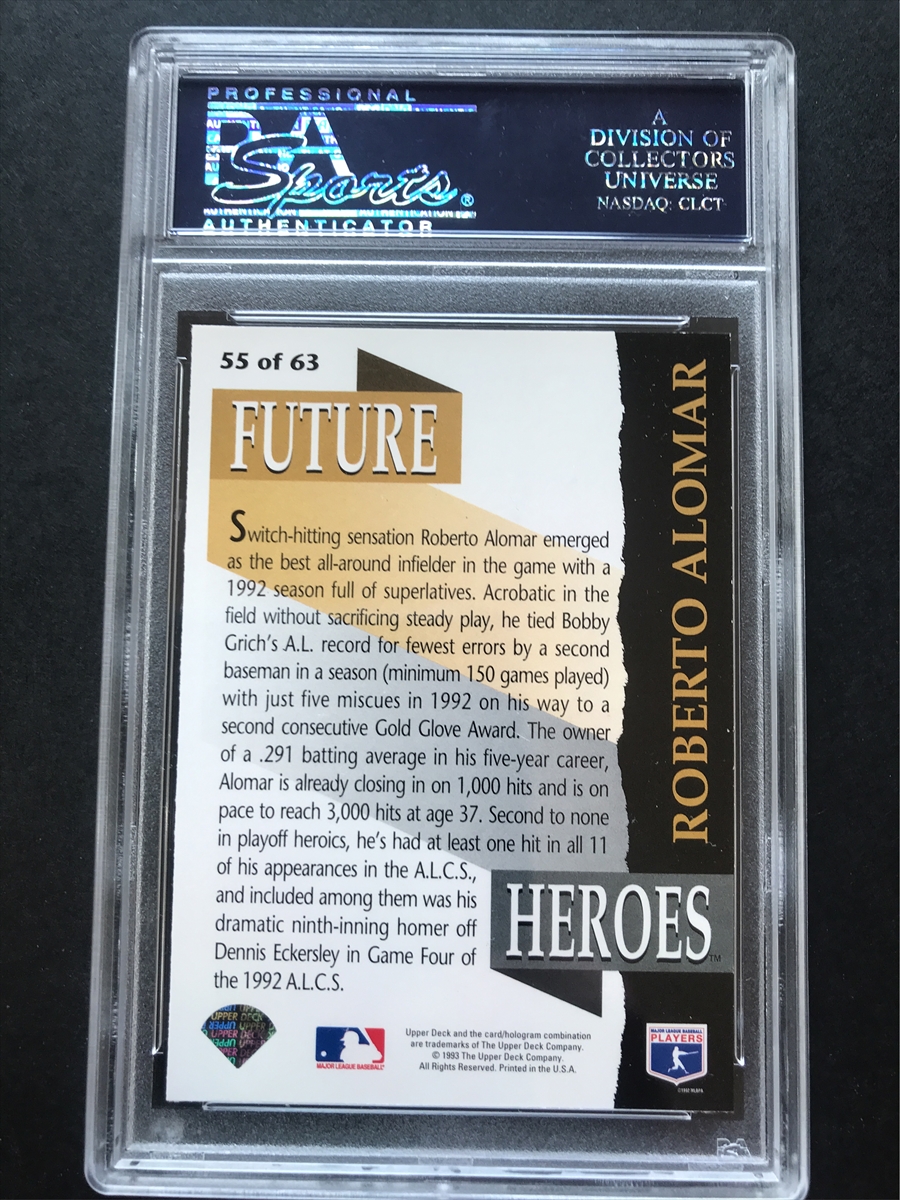 PROFESSIONAL
PSA
Sports®
AUTHENTICATOR
A
DIVISION OF
COLLECTORS
UNIVERSE
NASDAQ: CLCT
55 of 63
FUTURE
Switch-hitting sensation Roberto Alomar emerged
as the best all-around infielder in the game with a
1992 season full of superlatives. Acrobatic in the
field without sacrificing steady play, he tied Bobby
Grich's A.L. record for fewest errors by a second
baseman in a season (minimum 150 games played)
with just five miscues in 1992 on his way to a
second consecutive Gold Glove Award. The owner
of a .291 batting average in his five-year career,
Alomar is already closing in on 1,000 hits and is on
pace to reach 3,000 hits at age 37. Second to none
in playoff heroics, he's had at least one hit in all 11
of his appearances in the A.L.C.S.,
and included among them was his
dramatic ninth-inning homer off
Dennis Eckersley in Game Four of
the 1992 A.L.C.S.
ROBERTO ALOMAR
HEROES™
UPPER DECK
MAJOR LEAGUE BASEBALL
Upper Deck and the card/hologram combination
are trademarks of The Upper Deck Company.
© 1993 The Upper Deck Company.
All Rights Reserved. Printed in the U.S.A.
MAJOR LEAGUE BASEBALL
PLAYERS